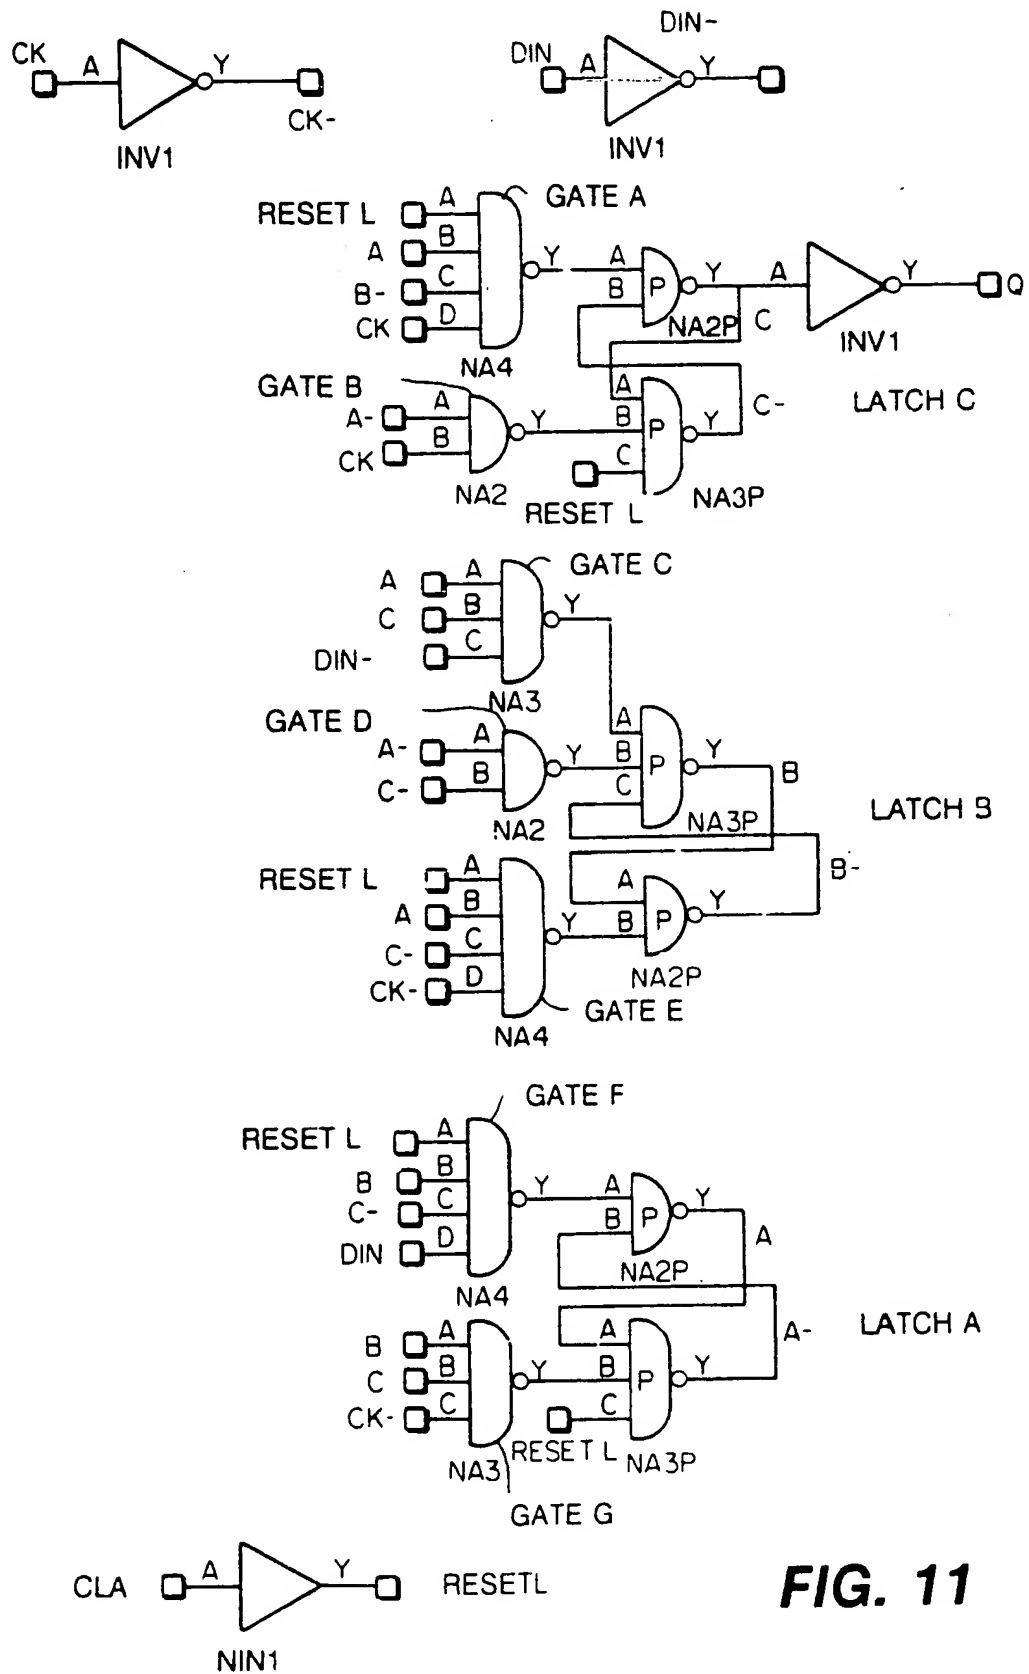 CK A Y CK-
INV1
DIN A DIN- Y
INV1
RESET L A GATE A
A B
B- C Y
CK D
NA4
A Y
B P
NA2P
C
A Y Q
INV1
GATE B
A- A Y
CK B
NA2
A
B P Y C-
C
RESET L
NA3P
LATCH C
A A GATE C
C B Y
DIN- C
NA3
GATE D
A- A Y
C- B
NA2
A
B P Y B
C
NA3P
LATCH B
B-
RESET L A
A B Y
C- C
CK- D
NA4
GATE E
A Y
B P
NA2P
GATE F
RESET L A
B B Y
C- C
DIN D
NA4
A Y
B P A
NA2P
B A
C B Y
CK- C
NA3
GATE G
A
B P Y A-
C
RESET L
NA3P
LATCH A
CLA A Y RESETL
NIN1
FIG. 11